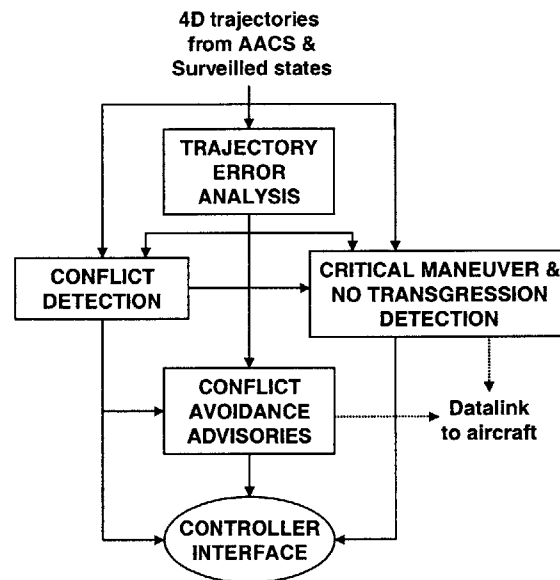 4D trajectories
from AACS &
Surveilled states
TRAJECTORY
ERROR
ANALYSIS
CONFLICT
DETECTION
CRITICAL MANEUVER &
NO TRANSGRESSION
DETECTION
CONFLICT
AVOIDANCE
ADVISORIES
Datalink
to aircraft
CONTROLLER
INTERFACE